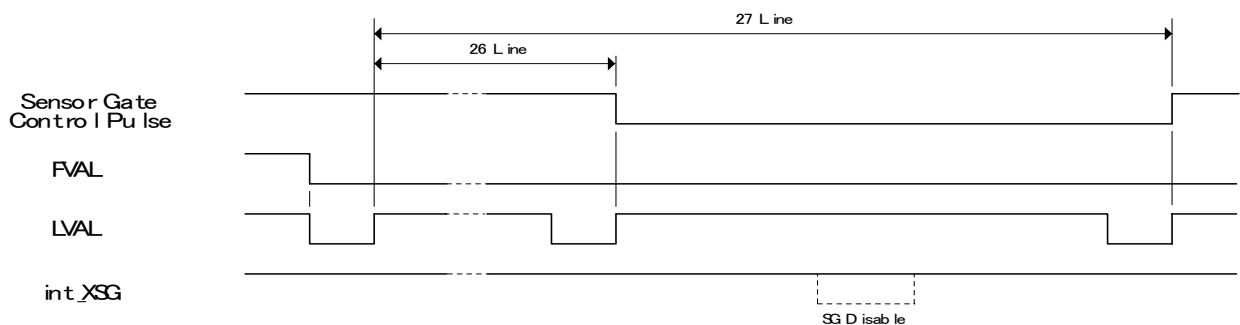 27 Line
26 Line
Sensor Gate
Control Pulse
FVAL
LVAL
int_XSG
SG Disable